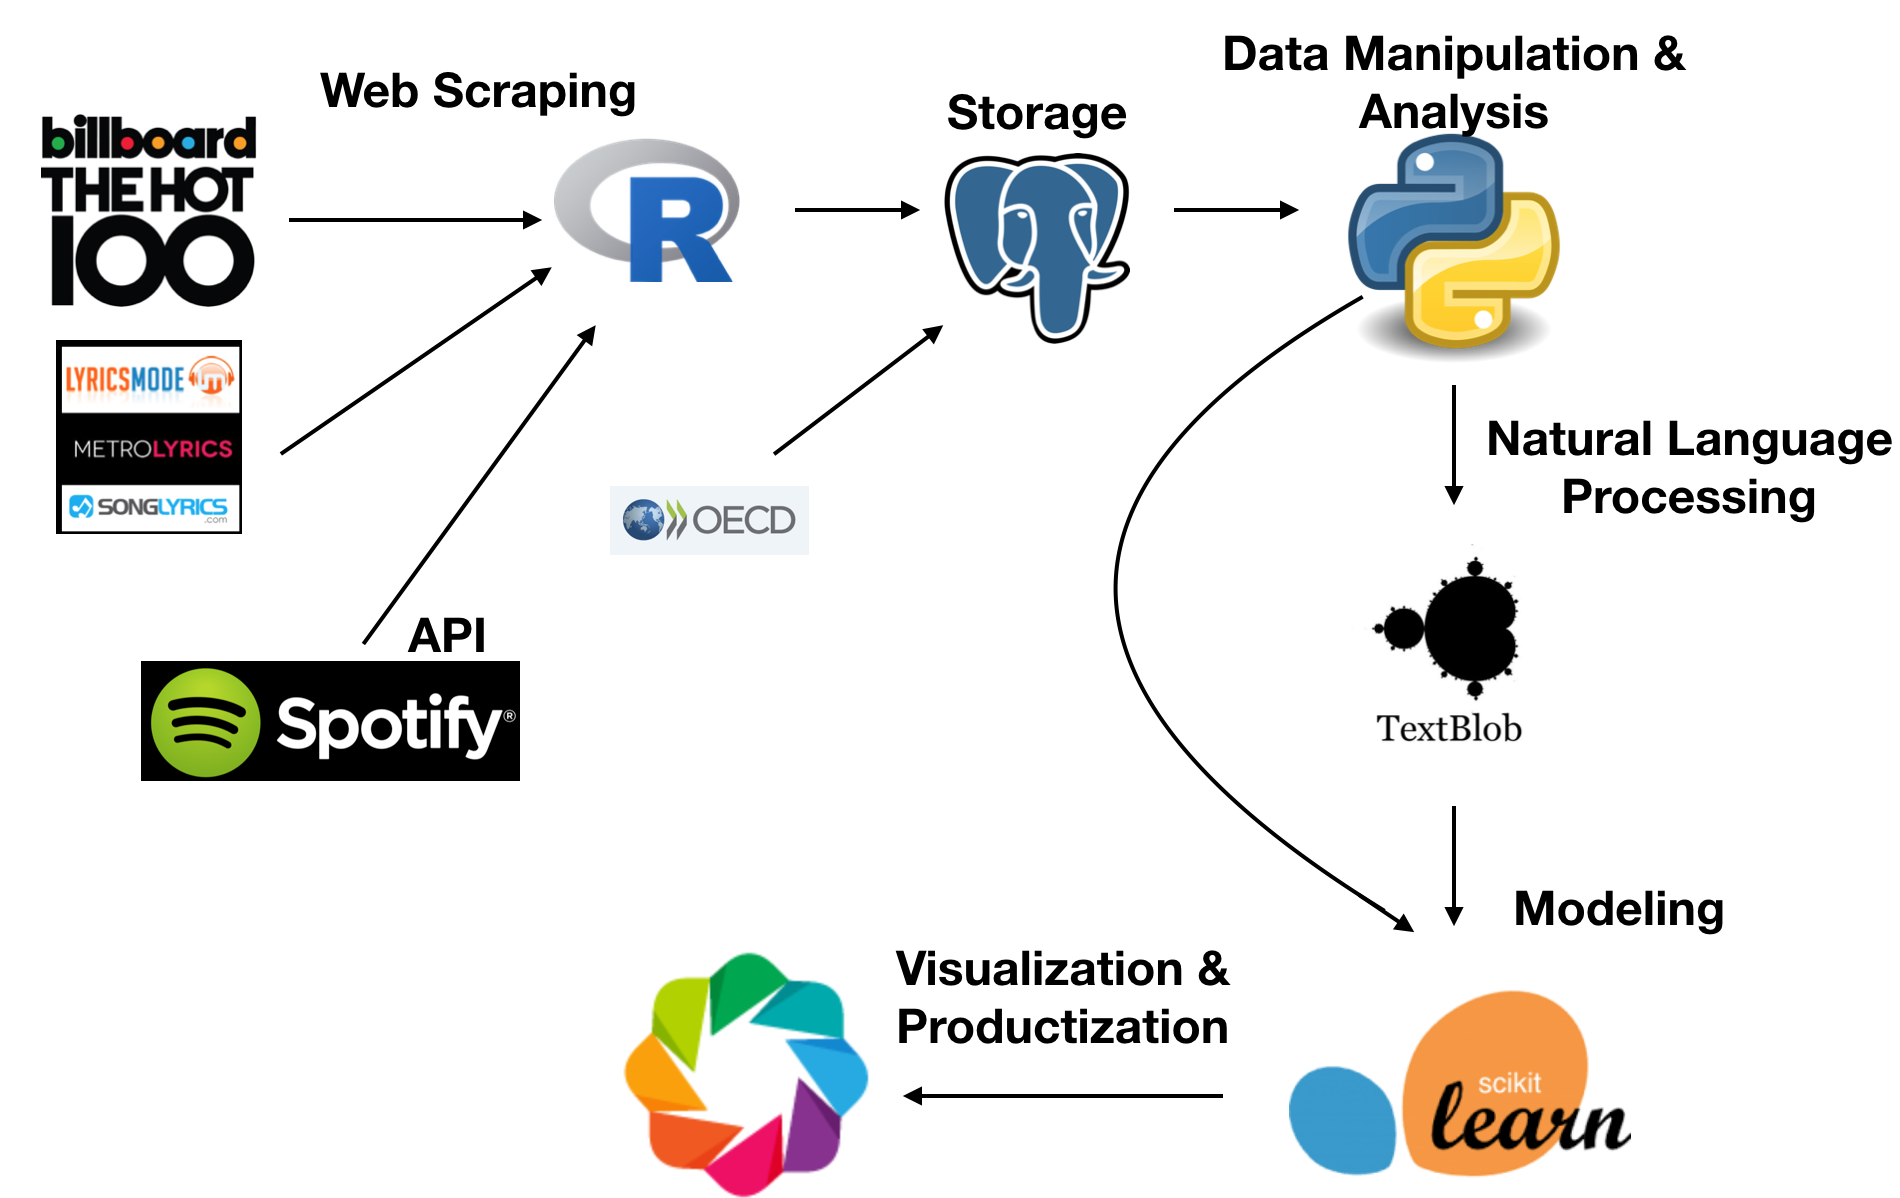 Web Scraping
Storage
Data Manipulation &
Analysis
billboard
THE HOT
100
R
LYRICSMODE
METROLYRICS
SONGLYRICS
.com
OECD
API
Spotify®
Natural Language
Processing
TextBlob
Modeling
Visualization &
Productization
scikit
learn